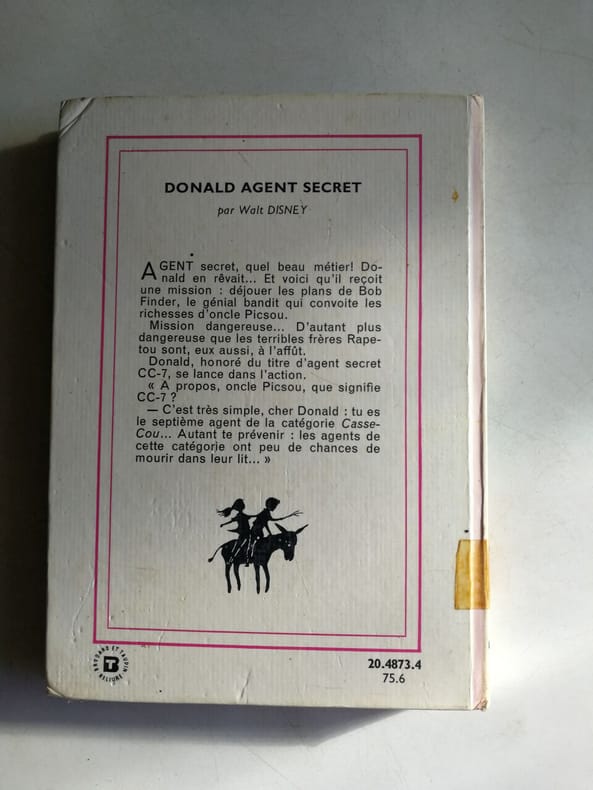 DONALD AGENT SECRET
par Walt DISNEY
AGENT secret, quel beau métier! Do-
nald en rêvait... Et voici qu'il reçoit
une mission : déjouer les plans de Bob
Finder, le génial bandit qui convoite les
richesses d'oncle Picsou.
Mission dangereuse... D'autant plus
dangereuse que les terribles frères Rape-
tou sont, eux aussi, à l'affût.
Donald, honoré du titre d'agent secret
CC-7, se lance dans l'action.
« A propos, oncle Picsou, que signifie
CC-7 ?
— C'est très simple, cher Donald : tu es
le septième agent de la catégorie Casse-
Cou... Autant te prévenir : les agents de
cette catégorie ont peu de chances de
mourir dans leur lit... »
BRODARD ET TAUPIN
RELIURE
20.4873.4
75.6